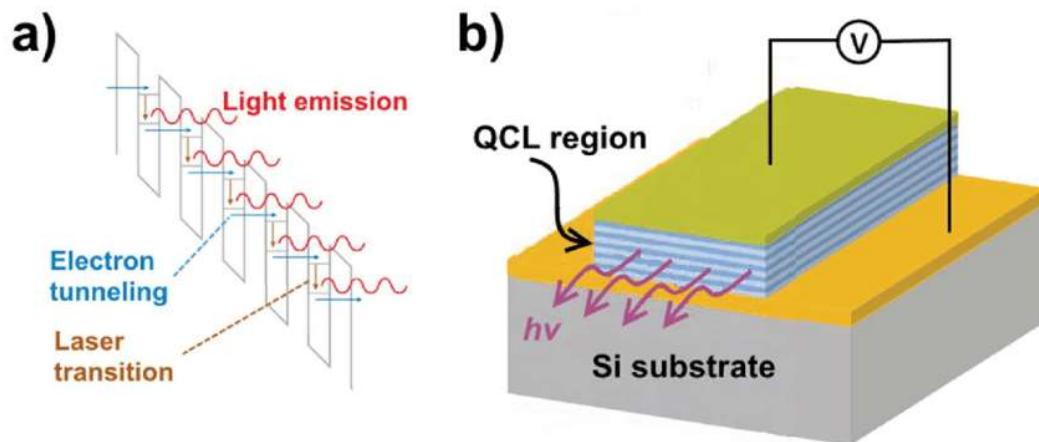 a)
Light emission
Electron
tunneling
Laser
transition
b)
V
QCL region
hν
Si substrate